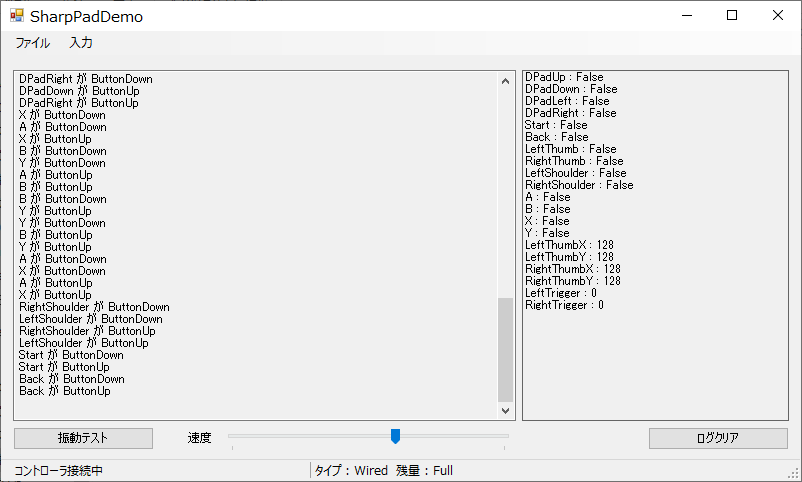 SharpPadDemo
ファイル 入力
DPadRight が ButtonDown
DPadDown が ButtonUp
DPadRight が ButtonUp
X が ButtonDown
A が ButtonDown
X が ButtonUp
B が ButtonDown
Y が ButtonDown
A が ButtonUp
B が ButtonUp
B が ButtonDown
Y が ButtonUp
Y が ButtonDown
B が ButtonUp
Y が ButtonUp
A が ButtonDown
X が ButtonDown
A が ButtonUp
X が ButtonUp
RightShoulder が ButtonDown
LeftShoulder が ButtonDown
RightShoulder が ButtonUp
LeftShoulder が ButtonUp
Start が ButtonDown
Start が ButtonUp
Back が ButtonDown
Back が ButtonUp
DPadUp : False
DPadDown : False
DPadLeft : False
DPadRight : False
Start : False
Back : False
LeftThumb : False
RightThumb : False
LeftShoulder : False
RightShoulder : False
A : False
B : False
X : False
Y : False
LeftThumbX : 128
LeftThumbY : 128
RightThumbX : 128
RightThumbY : 128
LeftTrigger : 0
RightTrigger : 0
振動テスト 速度 ログクリア
コントローラ接続中 タイプ : Wired 残量 : Full